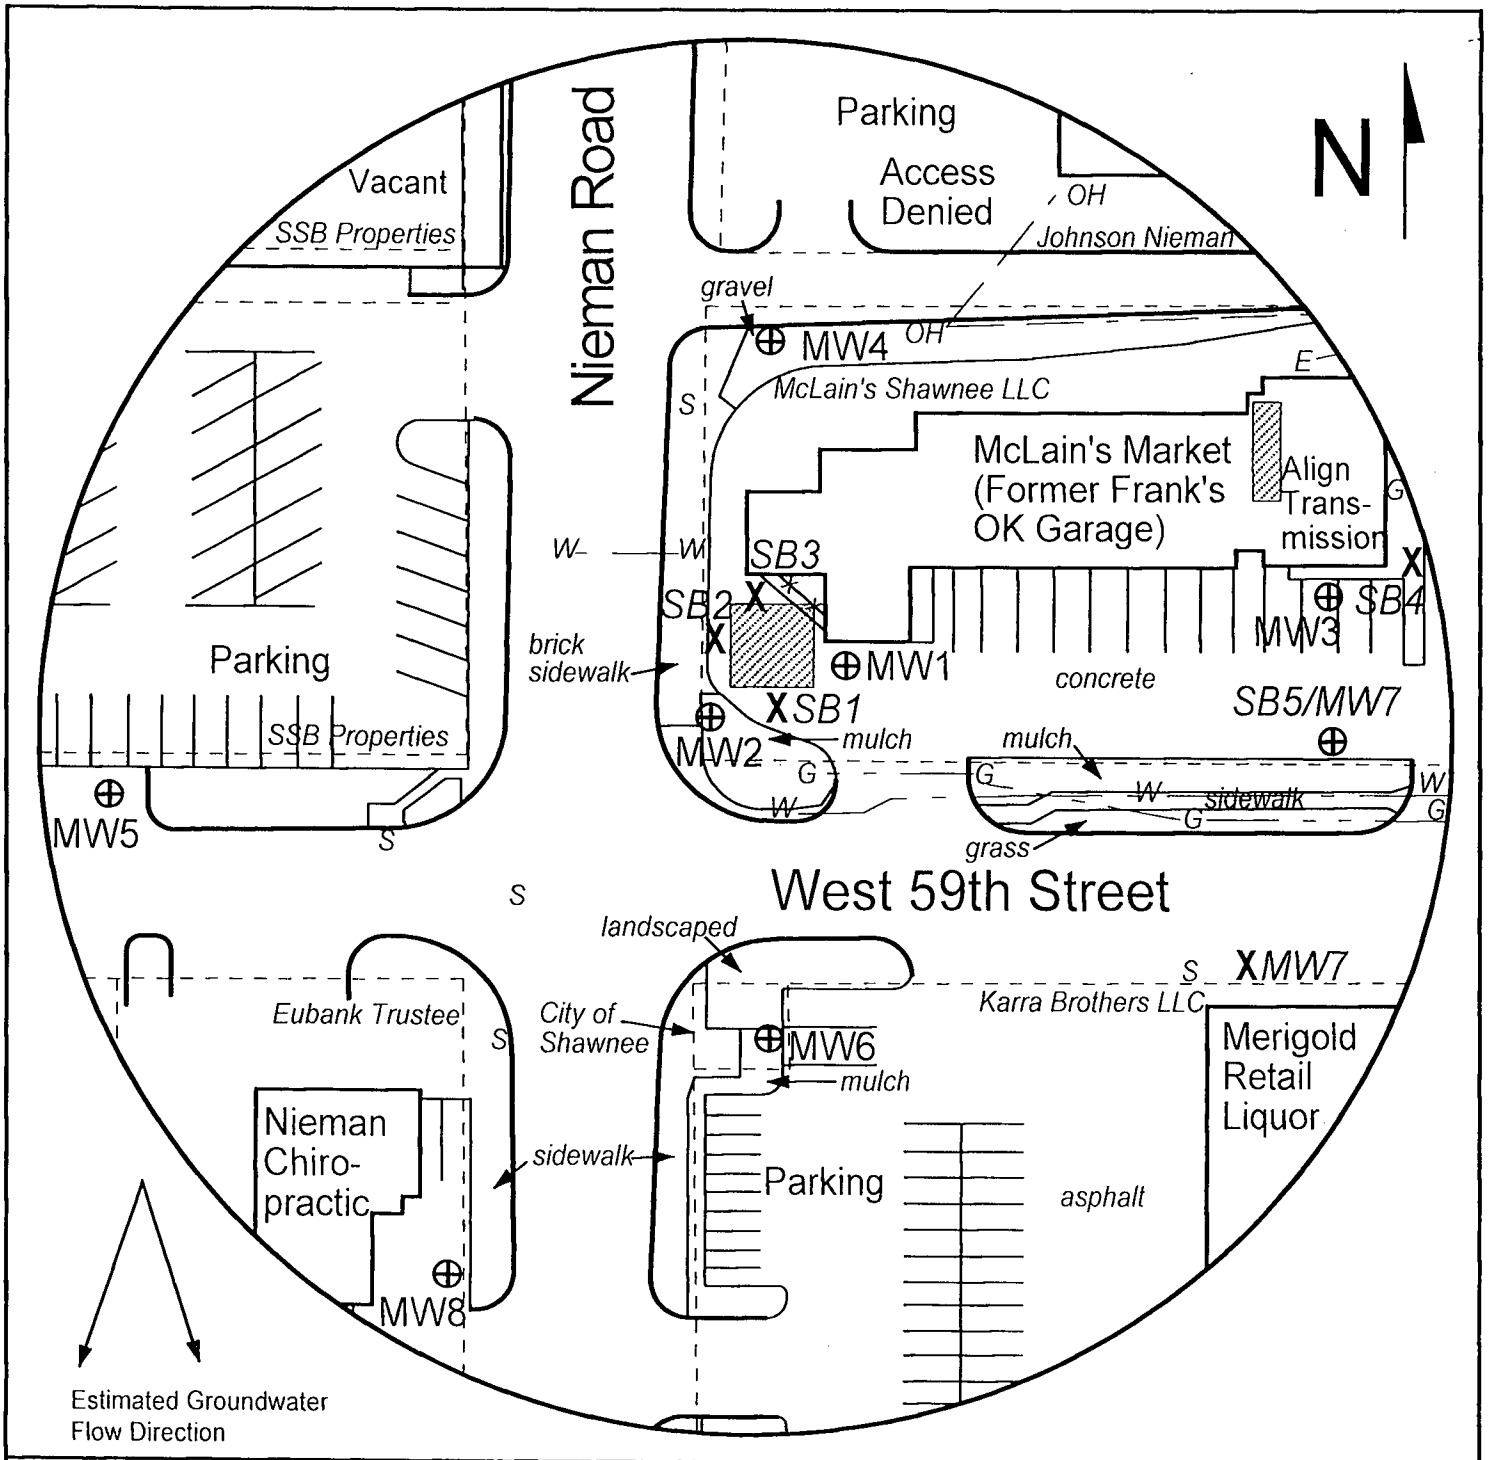 Nieman Road
Parking
Access
Denied
OH
Johnson Nieman
N
Vacant
SSB Properties
gravel
MW4
OH
McLain's Shawnee LLC
E
S
McLain's Market
(Former Frank's
OK Garage)
Align
Trans-
mission
G
W
W
SB3
SB2
X
X
X
SB4
MW3
brick
sidewalk
MW1
concrete
Parking
SSB Properties
X SB1
SB5/MW7
MW2
mulch
mulch
G
G
W
W
W
sidewalk
G
G
grass
MW5
S
West 59th Street
S
landscaped
S
XMW7
Karra Brothers LLC
Eubank Trustee
S
City of
Shawnee
MW6
mulch
Merigold
Retail
Liquor
Nieman
Chiro-
practic
sidewalk
Parking
asphalt
MW8
Estimated Groundwater
Flow Direction